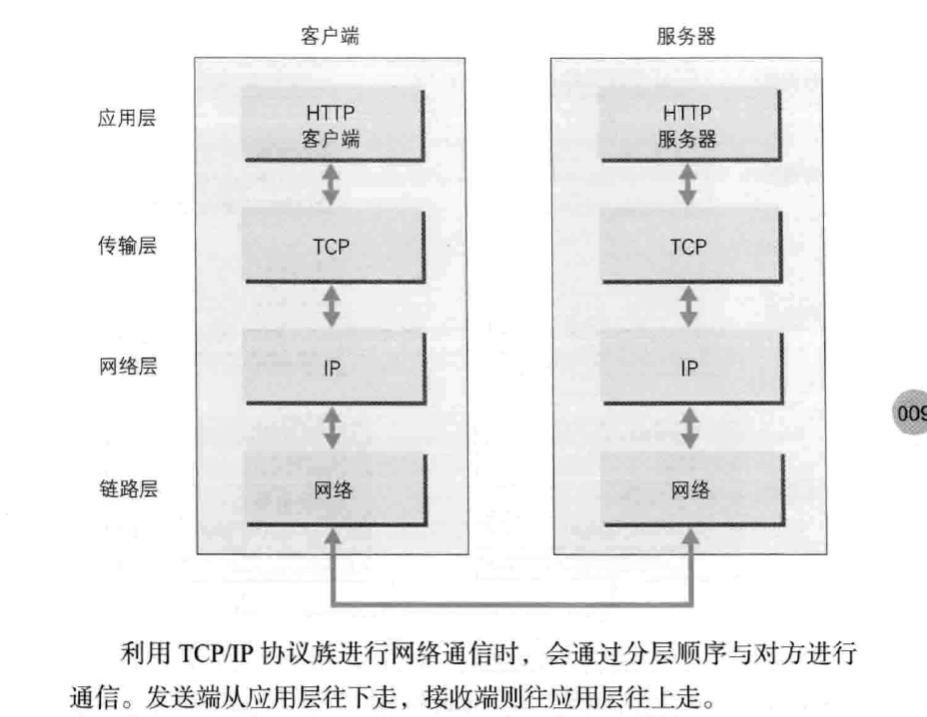 客户端 服务器
应用层 HTTP 客户端 HTTP 服务器
传输层 TCP TCP
网络层 IP IP
009
链路层 网络 网络
利用 TCP/IP 协议族进行网络通信时，会通过分层顺序与对方进行
通信。发送端从应用层往下走，接收端则往应用层往上走。